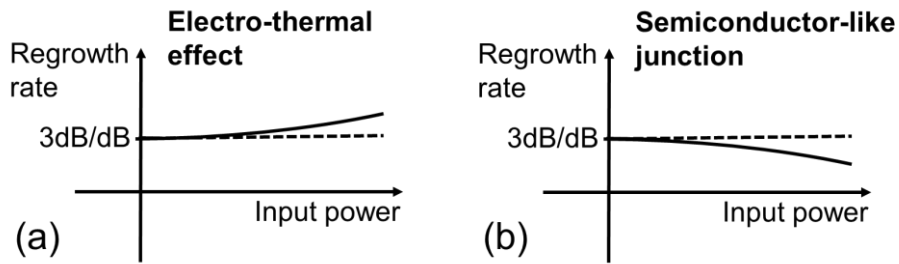 Electro-thermal
effect
Regrowth
rate
3dB/dB
Input power
(a)
Semiconductor-like
junction
Regrowth
rate
3dB/dB
Input power
(b)